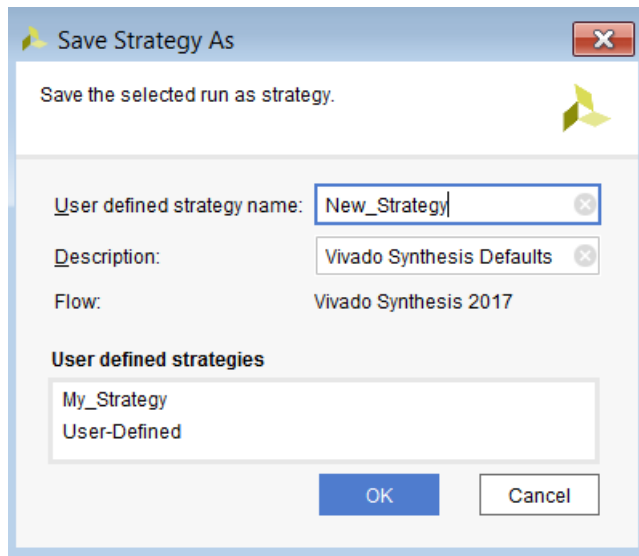 Save Strategy As
Save the selected run as strategy.
User defined strategy name: New_Strategy
Description: Vivado Synthesis Defaults
Flow: Vivado Synthesis 2017
User defined strategies
My_Strategy
User-Defined
OK Cancel